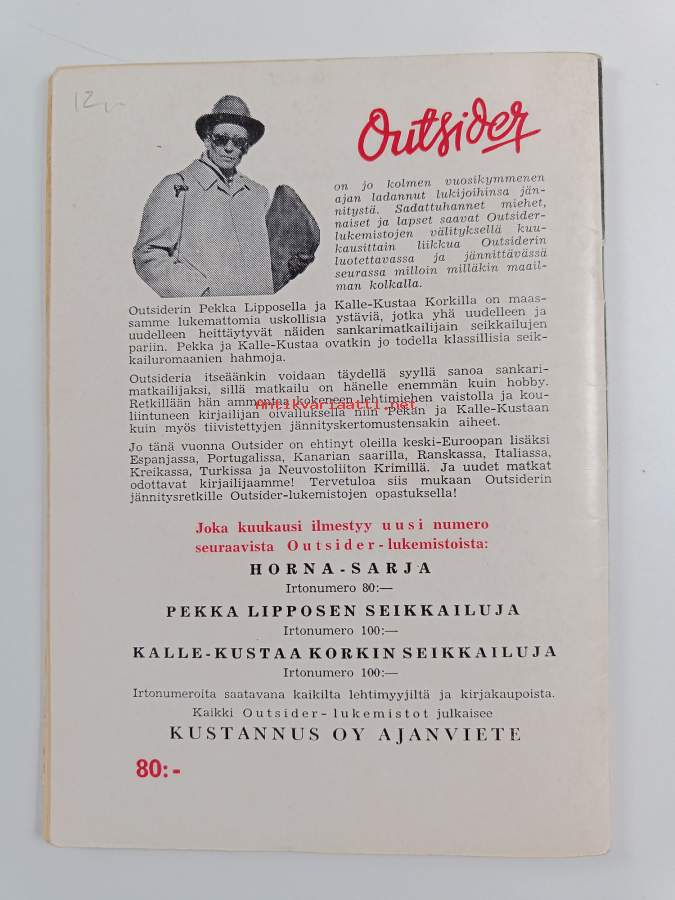 12,-
Outsider
on jo kolmen vuosikymmenen
ajan ladannut lukijoihinsa jän-
nitystä. Sadattuhannet miehet,
naiset ja lapset saavat Outsider-
lukemistojen välityksellä kuu-
kausittain liikkua Outsiderin
luotettavassa ja jännittävässä
seurassa milloin milläkin maail-
man kolkalla.
Outsiderin Pekka Lipposella ja Kalle-Kustaa Korkilla on maas-
samme lukemattomia uskollisia ystäviä, jotka yhä uudelleen ja
uudelleen heittäytyvät näiden sankarimatkailijain seikkailujen
pariin. Pekka ja Kalle-Kustaa ovatkin jo todella klassillisia seik-
kailuromaanien hahmoja.
Outsideria itseäänkin voidaan täydellä syyllä sanoa sankari-
matkailijaksi, sillä matkailu on hänelle enemmän kuin hobby.
Retkillään hän ammentaa kokeneen lehtimiehen vaistolla ja kou-
liintuneen kirjailijan oivalluksella niin Pekan ja Kalle-Kustaan
kuin myös tiivistettyjen jännityskertomustensakin aiheet.
antikvariaatti.net
Jo tänä vuonna Outsider on ehtinyt oleilla keski-Euroopan lisäksi
Espanjassa, Portugalissa, Kanarian saarilla, Ranskassa, Italiassa,
Kreikassa, Turkissa ja Neuvostoliiton Krimillä. Ja uudet matkat
odottavat kirjailijaamme! Tervetuloa siis mukaan Outsiderin
jännitysretkille Outsider-lukemistojen opastuksella!
Joka kuukausi ilmestyy uusi numero
seuraavista Outsider-lukemistoista:
HORNA-SARJA
Irtonumero 80:—
PEKKA LIPPOSEN SEIKKAILUJA
Irtonumero 100:—
KALLE-KUSTAA KORKIN SEIKKAILUJA
Irtonumero 100:—
Irtonumeroita saatavana kaikilta lehtimyyjiltä ja kirjakaupoista.
Kaikki Outsider-lukemistot julkaisee
KUSTANNUS OY AJANVIETE
80:-